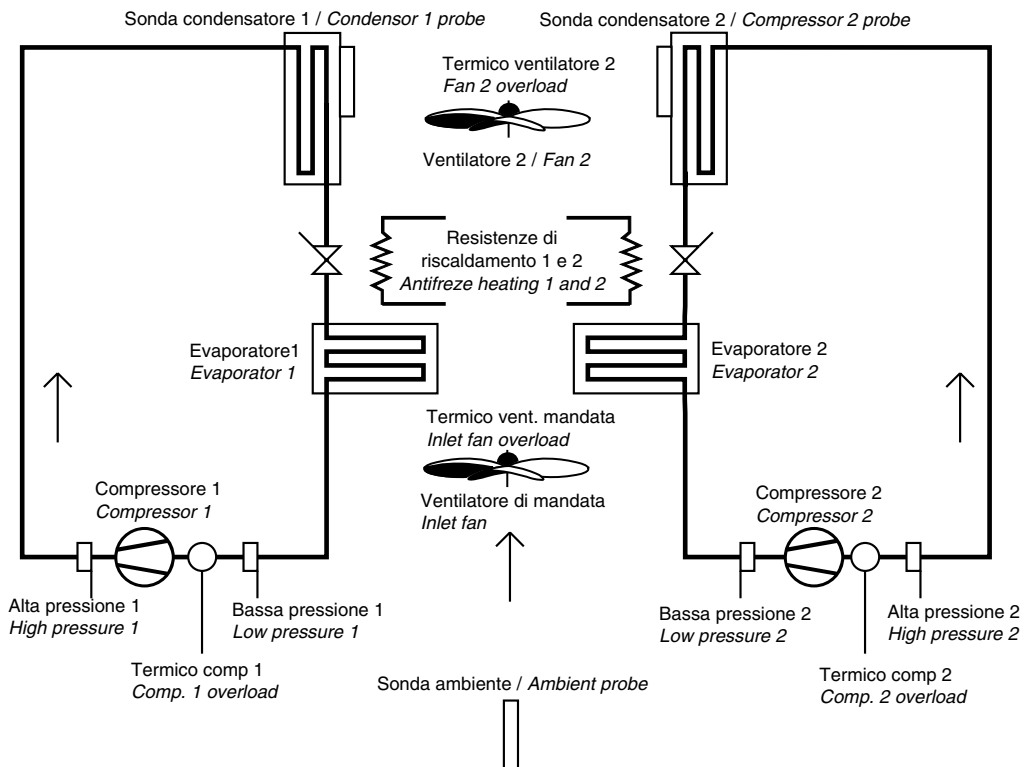 Sonda condensatore 1 / Condensor 1 probe
Sonda condensatore 2 / Compressor 2 probe
Termico ventilatore 2
Fan 2 overload
Ventilatore 2 / Fan 2
Resistenze di
riscaldamento 1 e 2
Antifreze heating 1 and 2
Evaporatore1
Evaporator 1
Evaporatore 2
Evaporator 2
Termico vent. mandata
Inlet fan overload
Ventilatore di mandata
Inlet fan
Compressore 1
Compressor 1
Compressore 2
Compressor 2
Alta pressione 1
High pressure 1
Bassa pressione 1
Low pressure 1
Bassa pressione 2
Low pressure 2
Alta pressione 2
High pressure 2
Termico comp 1
Comp. 1 overload
Sonda ambiente / Ambient probe
Termico comp 2
Comp. 2 overload